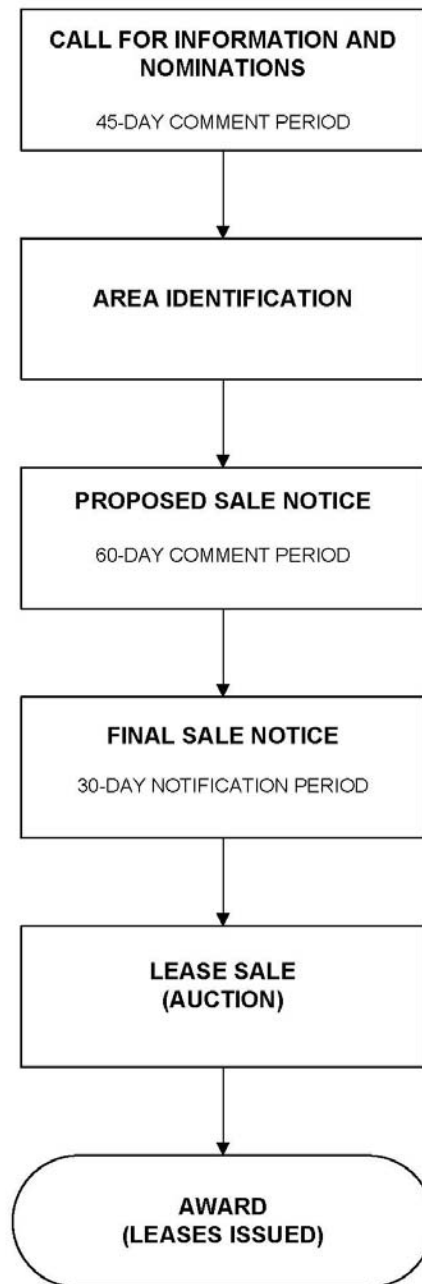 CALL FOR INFORMATION AND
NOMINATIONS
45-DAY COMMENT PERIOD
AREA IDENTIFICATION
PROPOSED SALE NOTICE
60-DAY COMMENT PERIOD
FINAL SALE NOTICE
30-DAY NOTIFICATION PERIOD
LEASE SALE
(AUCTION)
AWARD
(LEASES ISSUED)